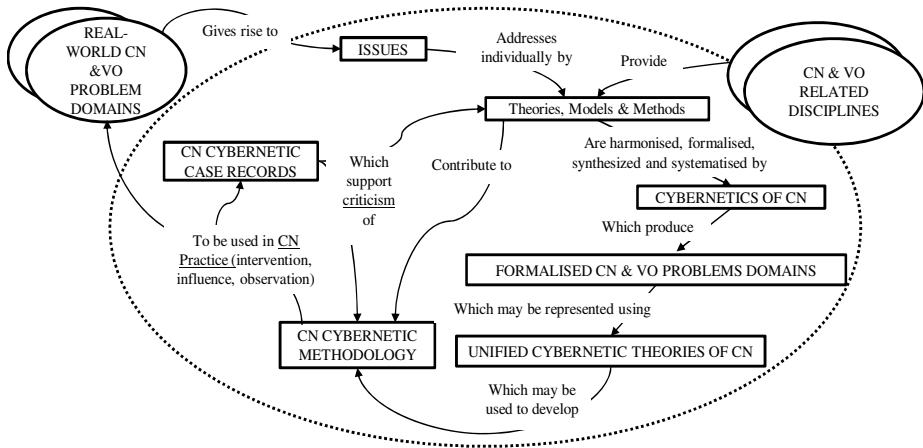 REAL-
WORLD CN
&VO
PROBLEM
DOMAINS
Gives rise to
ISSUES
Addresses
individually by
Provide
CN & VO
RELATED
DISCIPLINES
Theories, Models & Methods
Are harmonised, formalised,
synthesized and systematised by
CN CYBERNETIC
CASE RECORDS
Which
support
criticism
of
Contribute to
CYBERNETICS OF CN
Which produce
To be used in CN
Practice (intervention,
influence, observation)
FORMALISED CN & VO PROBLEMS DOMAINS
Which may be represented using
CN CYBERNETIC
METHODOLOGY
UNIFIED CYBERNETIC THEORIES OF CN
Which may be
used to develop